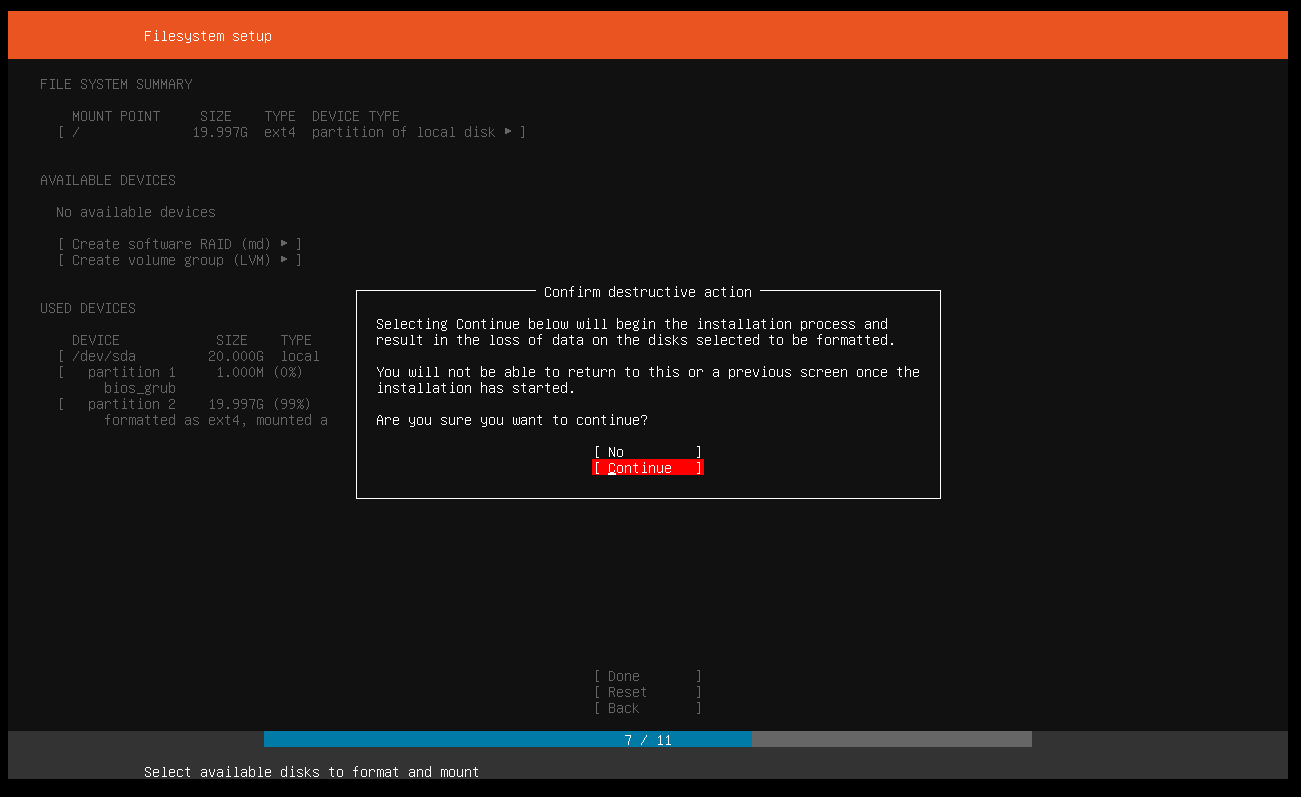 Filesystem setup
FILE SYSTEM SUMMARY
MOUNT POINT SIZE TYPE DEVICE TYPE
[ / 19.997G ext4 partition of local disk ▸ ]
AVAILABLE DEVICES
No available devices
[ Create software RAID (md) ▸ ]
[ Create volume group (LVM) ▸ ]
USED DEVICES
DEVICE SIZE TYPE
[ /dev/sda 20.000G local
[ partition 1 1.000M (0%)
bios_grub
[ partition 2 19.997G (99%)
formatted as ext4, mounted a
Confirm destructive action
Selecting Continue below will begin the installation process and
result in the loss of data on the disks selected to be formatted.
You will not be able to return to this or a previous screen once the
installation has started.
Are you sure you want to continue?
[ No ]
[ Continue ]
[ Done ]
[ Reset ]
[ Back ]
7 / 11
Select available disks to format and mount